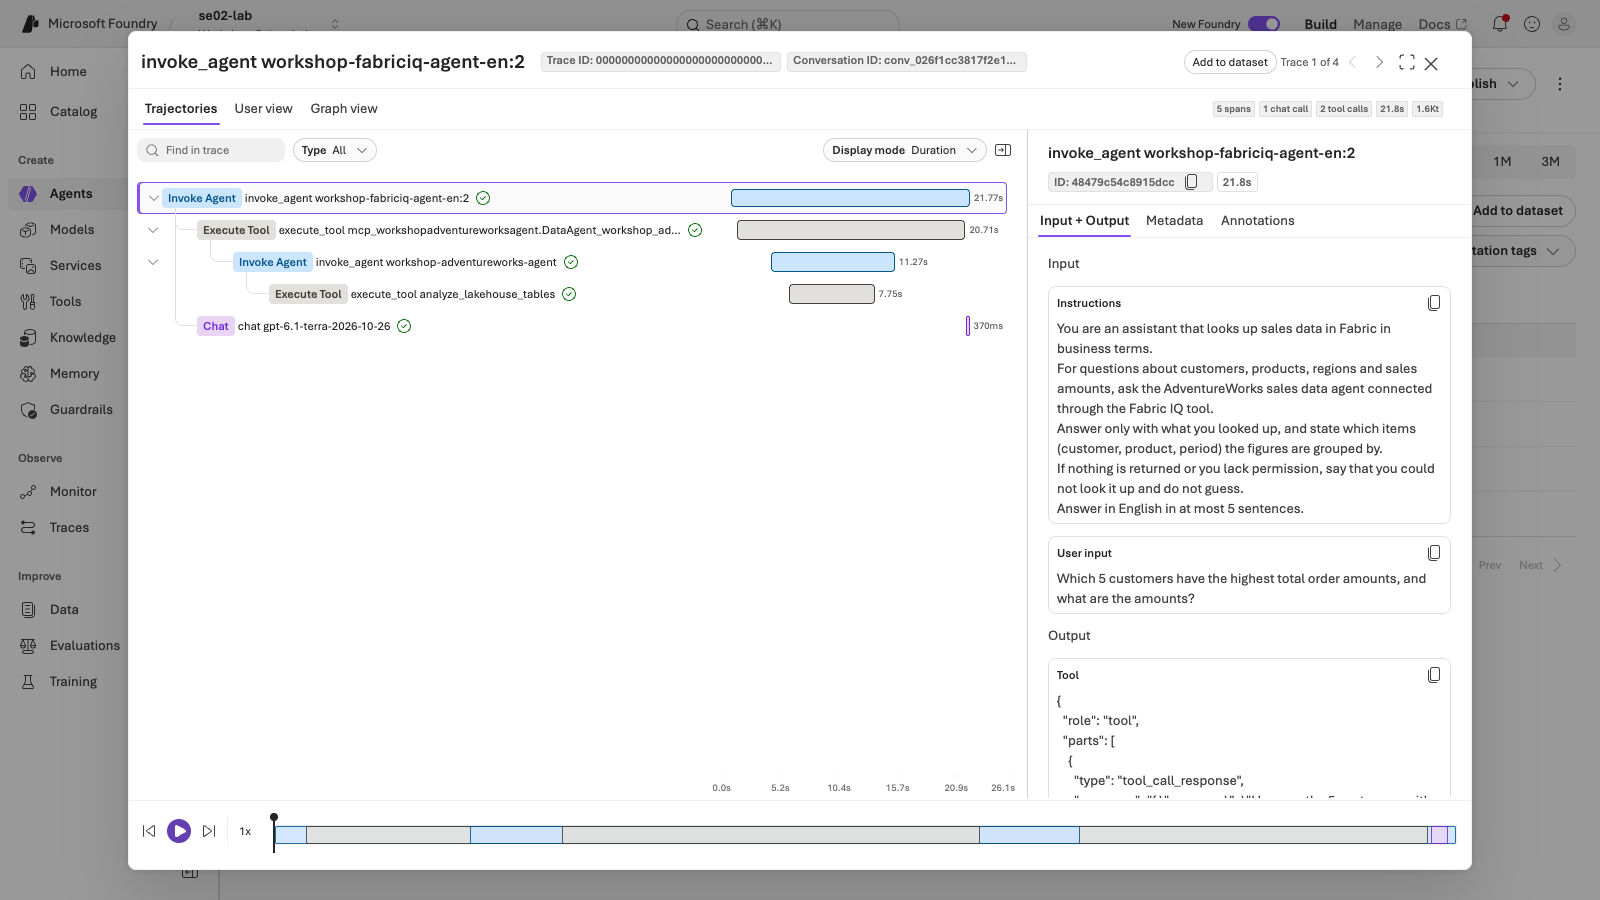 Microsoft Foundry
se02-lab
Search (⌘K)
New Foundry
Build
Manage
Docs
Home
Catalog
Create
Agents
Models
Services
Tools
Knowledge
Memory
Guardrails
Observe
Monitor
Traces
Improve
Data
Evaluations
Training
invoke_agent workshop-fabriciq-agent-en:2
Trace ID: 00000000000000000000000000...
Conversation ID: conv_026f1cc3817f2e1...
Add to dataset
Trace 1 of 4
Trajectories
User view
Graph view
5 spans
1 chat call
2 tool calls
21.8s
1.6Kt
Find in trace
Type All
Display mode Duration
Invoke Agent invoke_agent workshop-fabriciq-agent-en:2 21.77s
Execute Tool execute_tool mcp_workshopadventureworksagent.DataAgent_workshop_ad... 20.71s
Invoke Agent invoke_agent workshop-adventureworks-agent 11.27s
Execute Tool execute_tool analyze_lakehouse_tables 7.75s
Chat chat gpt-6.1-terra-2026-10-26 370ms
0.0s 5.2s 10.4s 15.7s 20.9s 26.1s
1x
invoke_agent workshop-fabriciq-agent-en:2
ID: 48479c54c8915dcc
21.8s
Input + Output
Metadata
Annotations
Input
Instructions
You are an assistant that looks up sales data in Fabric in
business terms.
For questions about customers, products, regions and sales
amounts, ask the AdventureWorks sales data agent connected
through the Fabric IQ tool.
Answer only with what you looked up, and state which items
(customer, product, period) the figures are grouped by.
If nothing is returned or you lack permission, say that you could
not look it up and do not guess.
Answer in English in at most 5 sentences.
User input
Which 5 customers have the highest total order amounts, and
what are the amounts?
Output
Tool
{
"role": "tool",
"parts": [
{
"type": "tool_call_response",
lish
1M
3M
Add to dataset
tation tags
Prev
Next